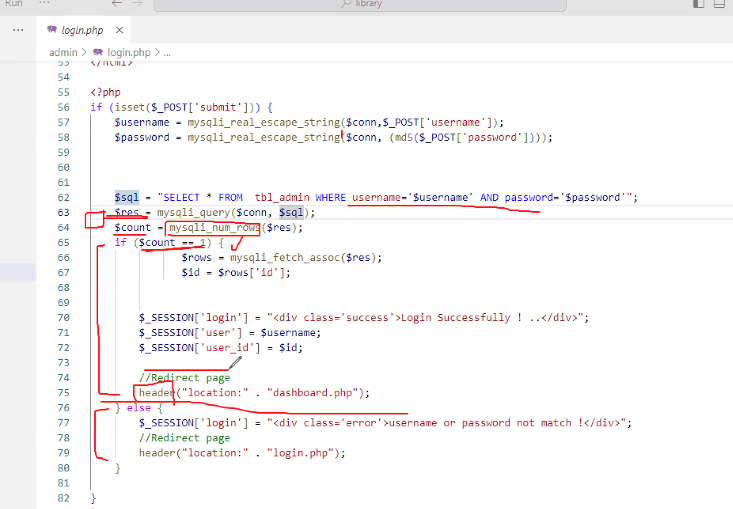 Run ··· ← → library
··· login.php ×
admin > login.php > ...
53 </html>
54
55 <?php
56 if (isset($_POST['submit'])) {
57 $username = mysqli_real_escape_string($conn,$_POST['username']);
58 $password = mysqli_real_escape_string($conn, (md5($_POST['password'])));
59
60
61
62 $sql = "SELECT * FROM  tbl_admin WHERE username='$username' AND password='$password'";
63 $res = mysqli_query($conn, $sql);
64 $count = mysqli_num_rows($res);
65 if ($count == 1) {
66 $rows = mysqli_fetch_assoc($res);
67 $id = $rows['id'];
68
69
70 $_SESSION['login'] = "<div class='success'>Login Successfully ! ..</div>";
71 $_SESSION['user'] = $username;
72 $_SESSION['user_id'] = $id;
73
74 //Redirect page
75 header("location:" . "dashboard.php");
76 } else {
77 $_SESSION['login'] = "<div class='error'>username or password not match !</div>";
78 //Redirect page
79 header("location:" . "login.php");
80 }
81
82 }